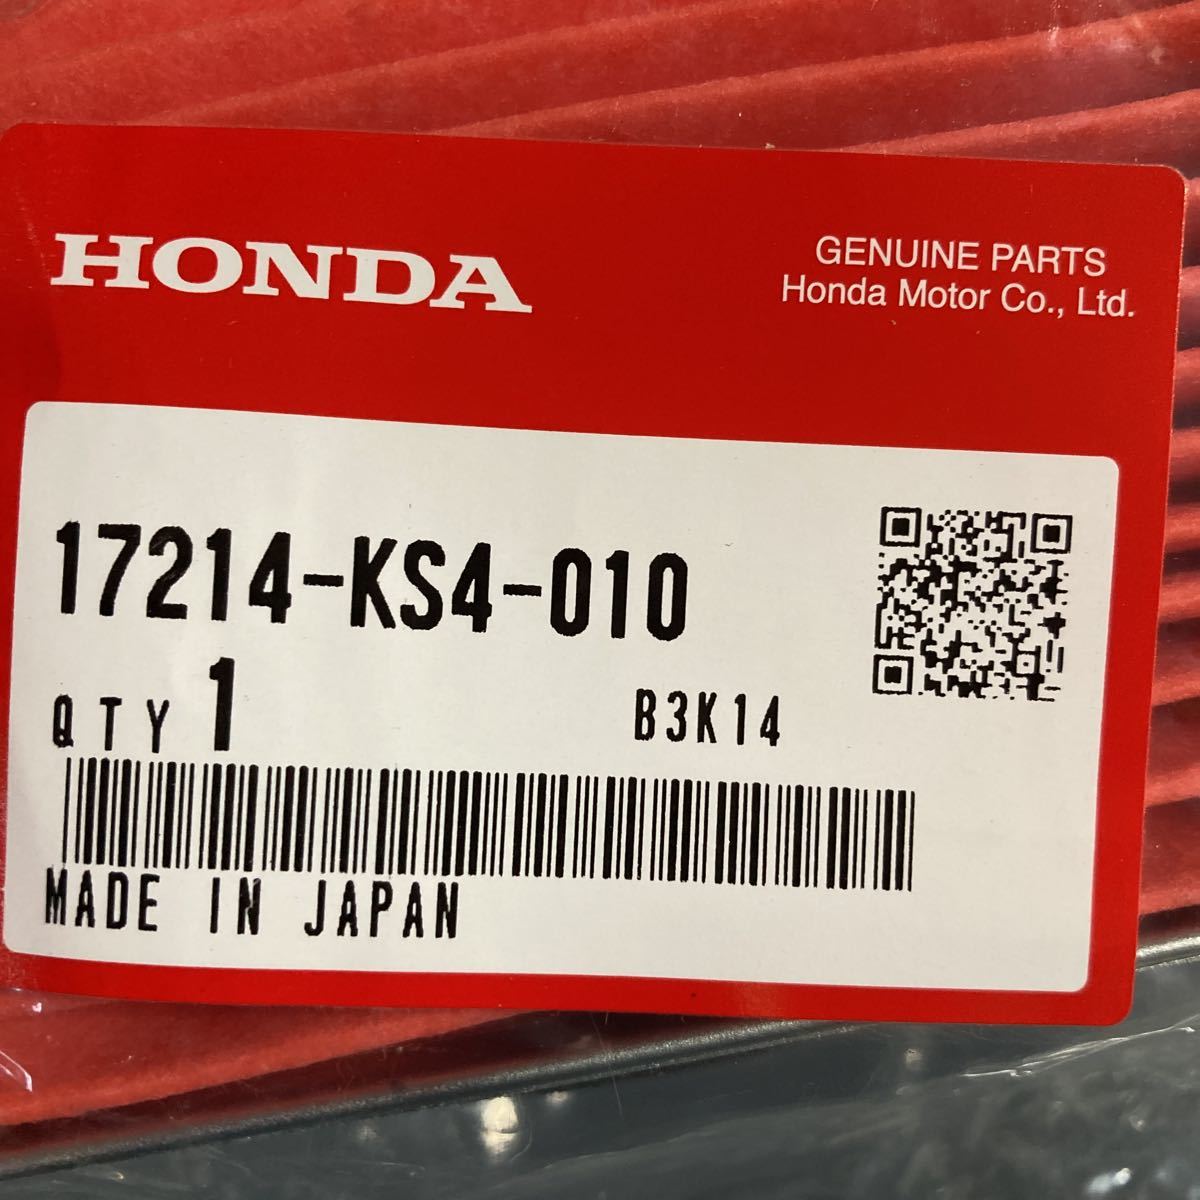 HONDA
GENUINE PARTS
Honda Motor Co., Ltd.
17214-KS4-010
QTY 1
B3K14
MADE IN JAPAN